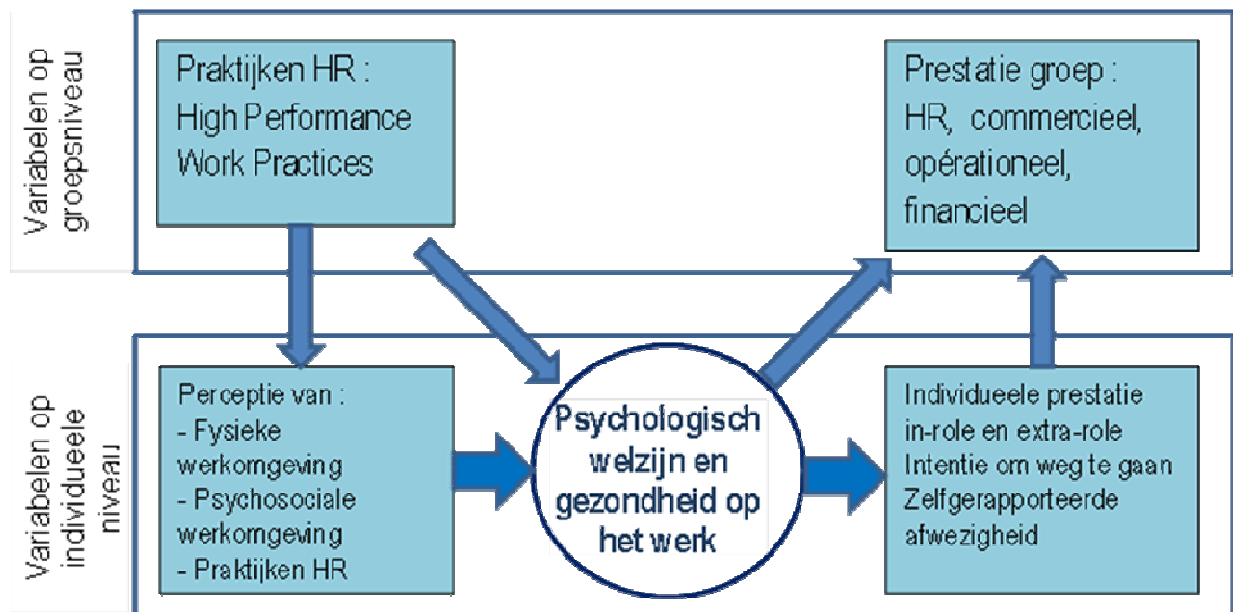 Variabelen op
groepsniveau
Praktijken HR :
High Performance
Work Practices
Prestatie groep :
HR, commercieel,
opérationeel,
financieel
Variabelen op
individueele
niveau
Perceptie van :
- Fysieke
werkomgeving
- Psychosociale
werkomgeving
- Praktijken HR
Psychologisch
welzijn en
gezondheid op
het werk
Individueele prestatie
in-role en extra-role
Intentie om weg te gaan
Zelfgerapporteerde
afwezigheid